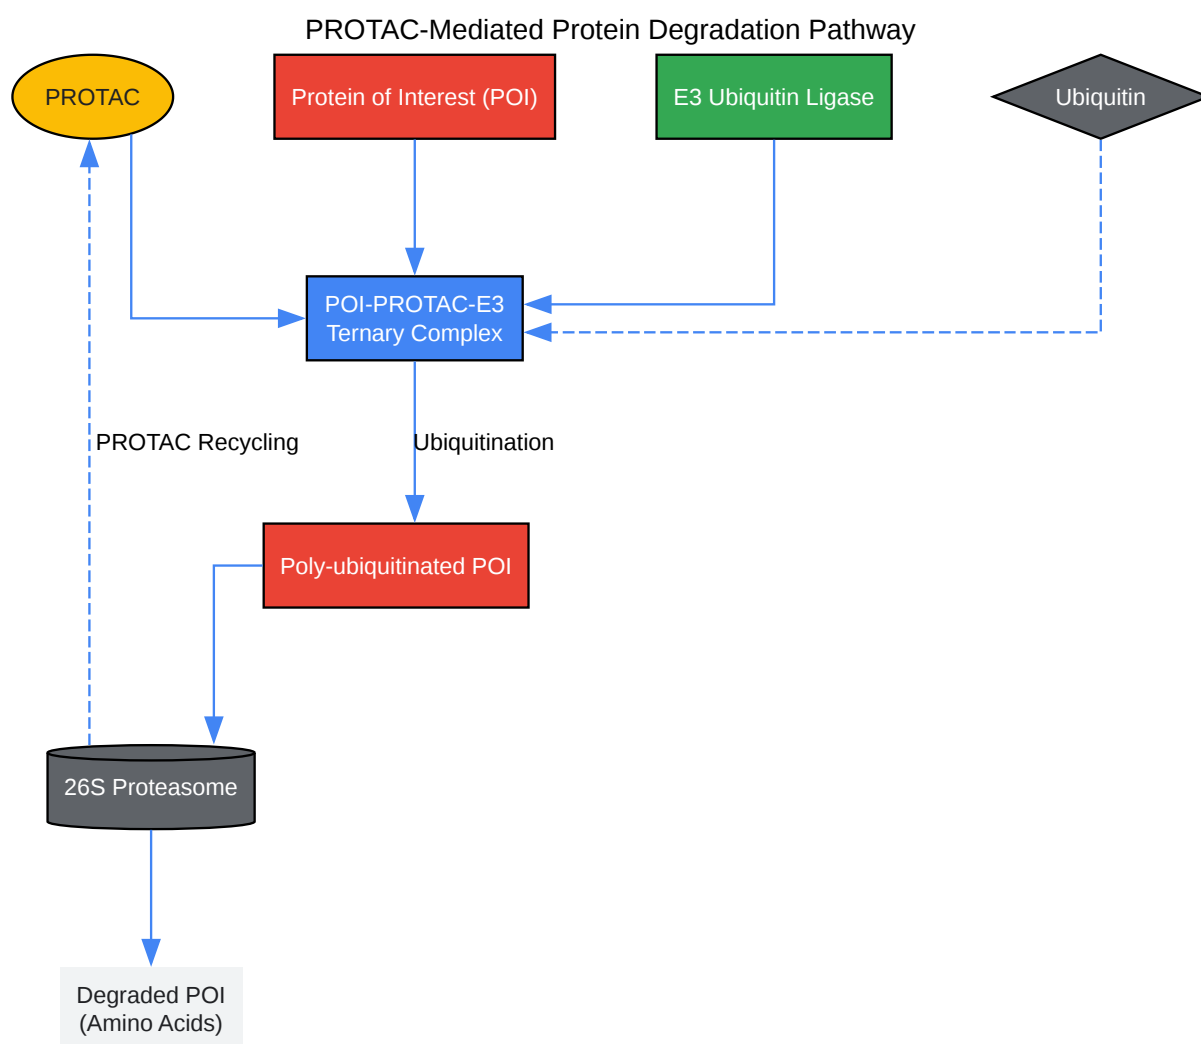 PROTAC-Mediated Protein Degradation Pathway
PROTAC
Protein of Interest (POI)
E3 Ubiquitin Ligase
Ubiquitin
POI-PROTAC-E3
Ternary Complex
PROTAC Recycling
Ubiquitination
Poly-ubiquitinated POI
26S Proteasome
Degraded POI
(Amino Acids)